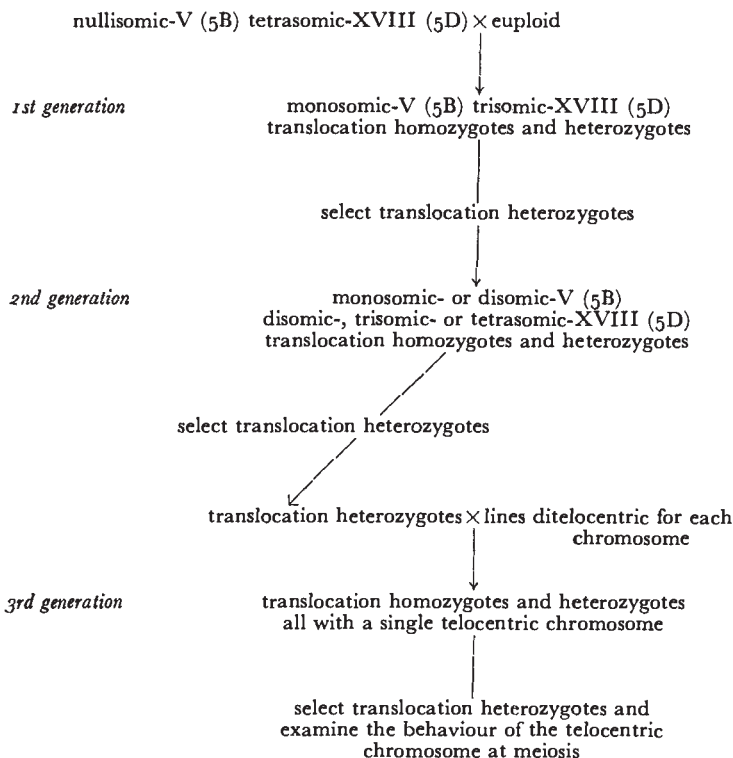 nullisomic-V (5B) tetrasomic-XVIII (5D) × euploid
1st generation
monosomic-V (5B) trisomic-XVIII (5D)
translocation homozygotes and heterozygotes
select translocation heterozygotes
2nd generation
monosomic- or disomic-V (5B)
disomic-, trisomic- or tetrasomic-XVIII (5D)
translocation homozygotes and heterozygotes
select translocation heterozygotes
translocation heterozygotes × lines ditelocentric for each
chromosome
3rd generation
translocation homozygotes and heterozygotes
all with a single telocentric chromosome
select translocation heterozygotes and
examine the behaviour of the telocentric
chromosome at meiosis